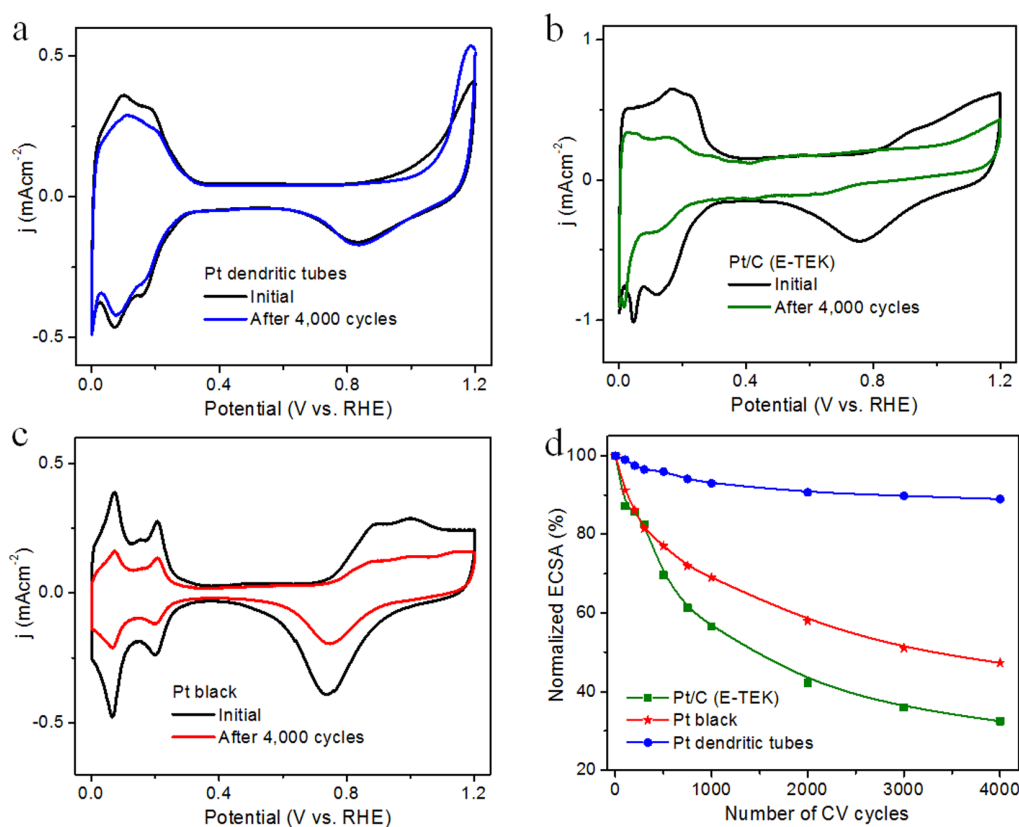 a
0.5
0.0
-0.5
j (mAcm-2)
Pt dendritic tubes
Initial
After 4,000 cycles
0.0 0.4 0.8 1.2
Potential (V vs. RHE)
b
1
0
-1
j (mAcm-2)
Pt/C (E-TEK)
Initial
After 4,000 cycles
0.0 0.4 0.8 1.2
Potential (V vs. RHE)
c
0.5
0.0
-0.5
j (mAcm-2)
Pt black
Initial
After 4,000 cycles
0.0 0.4 0.8 1.2
Potential (V vs. RHE)
d
100
80
60
40
20
Normalized ECSA (%)
Pt/C (E-TEK)
Pt black
Pt dendritic tubes
0 1000 2000 3000 4000
Number of CV cycles